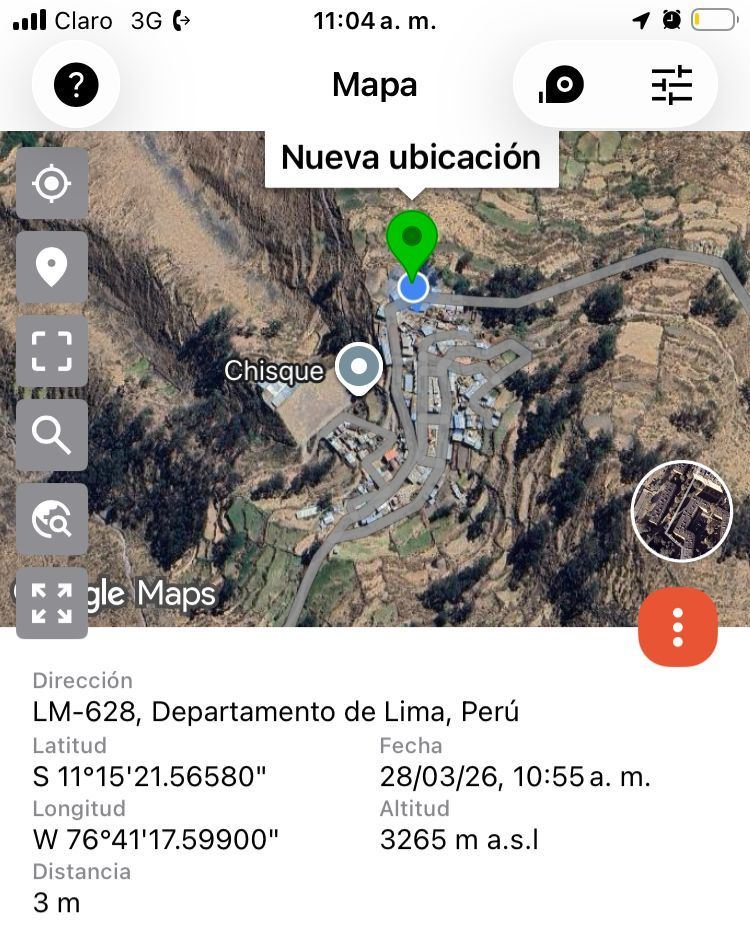 Claro 3G 11:04 a. m.
?
Mapa
Nueva ubicación
Chisque
gle Maps
Dirección
LM-628, Departamento de Lima, Perú
Latitud
S 11°15'21.56580"
Fecha
28/03/26, 10:55 a. m.
Longitud
W 76°41'17.59900"
Altitud
3265 m a.s.l
Distancia
3 m